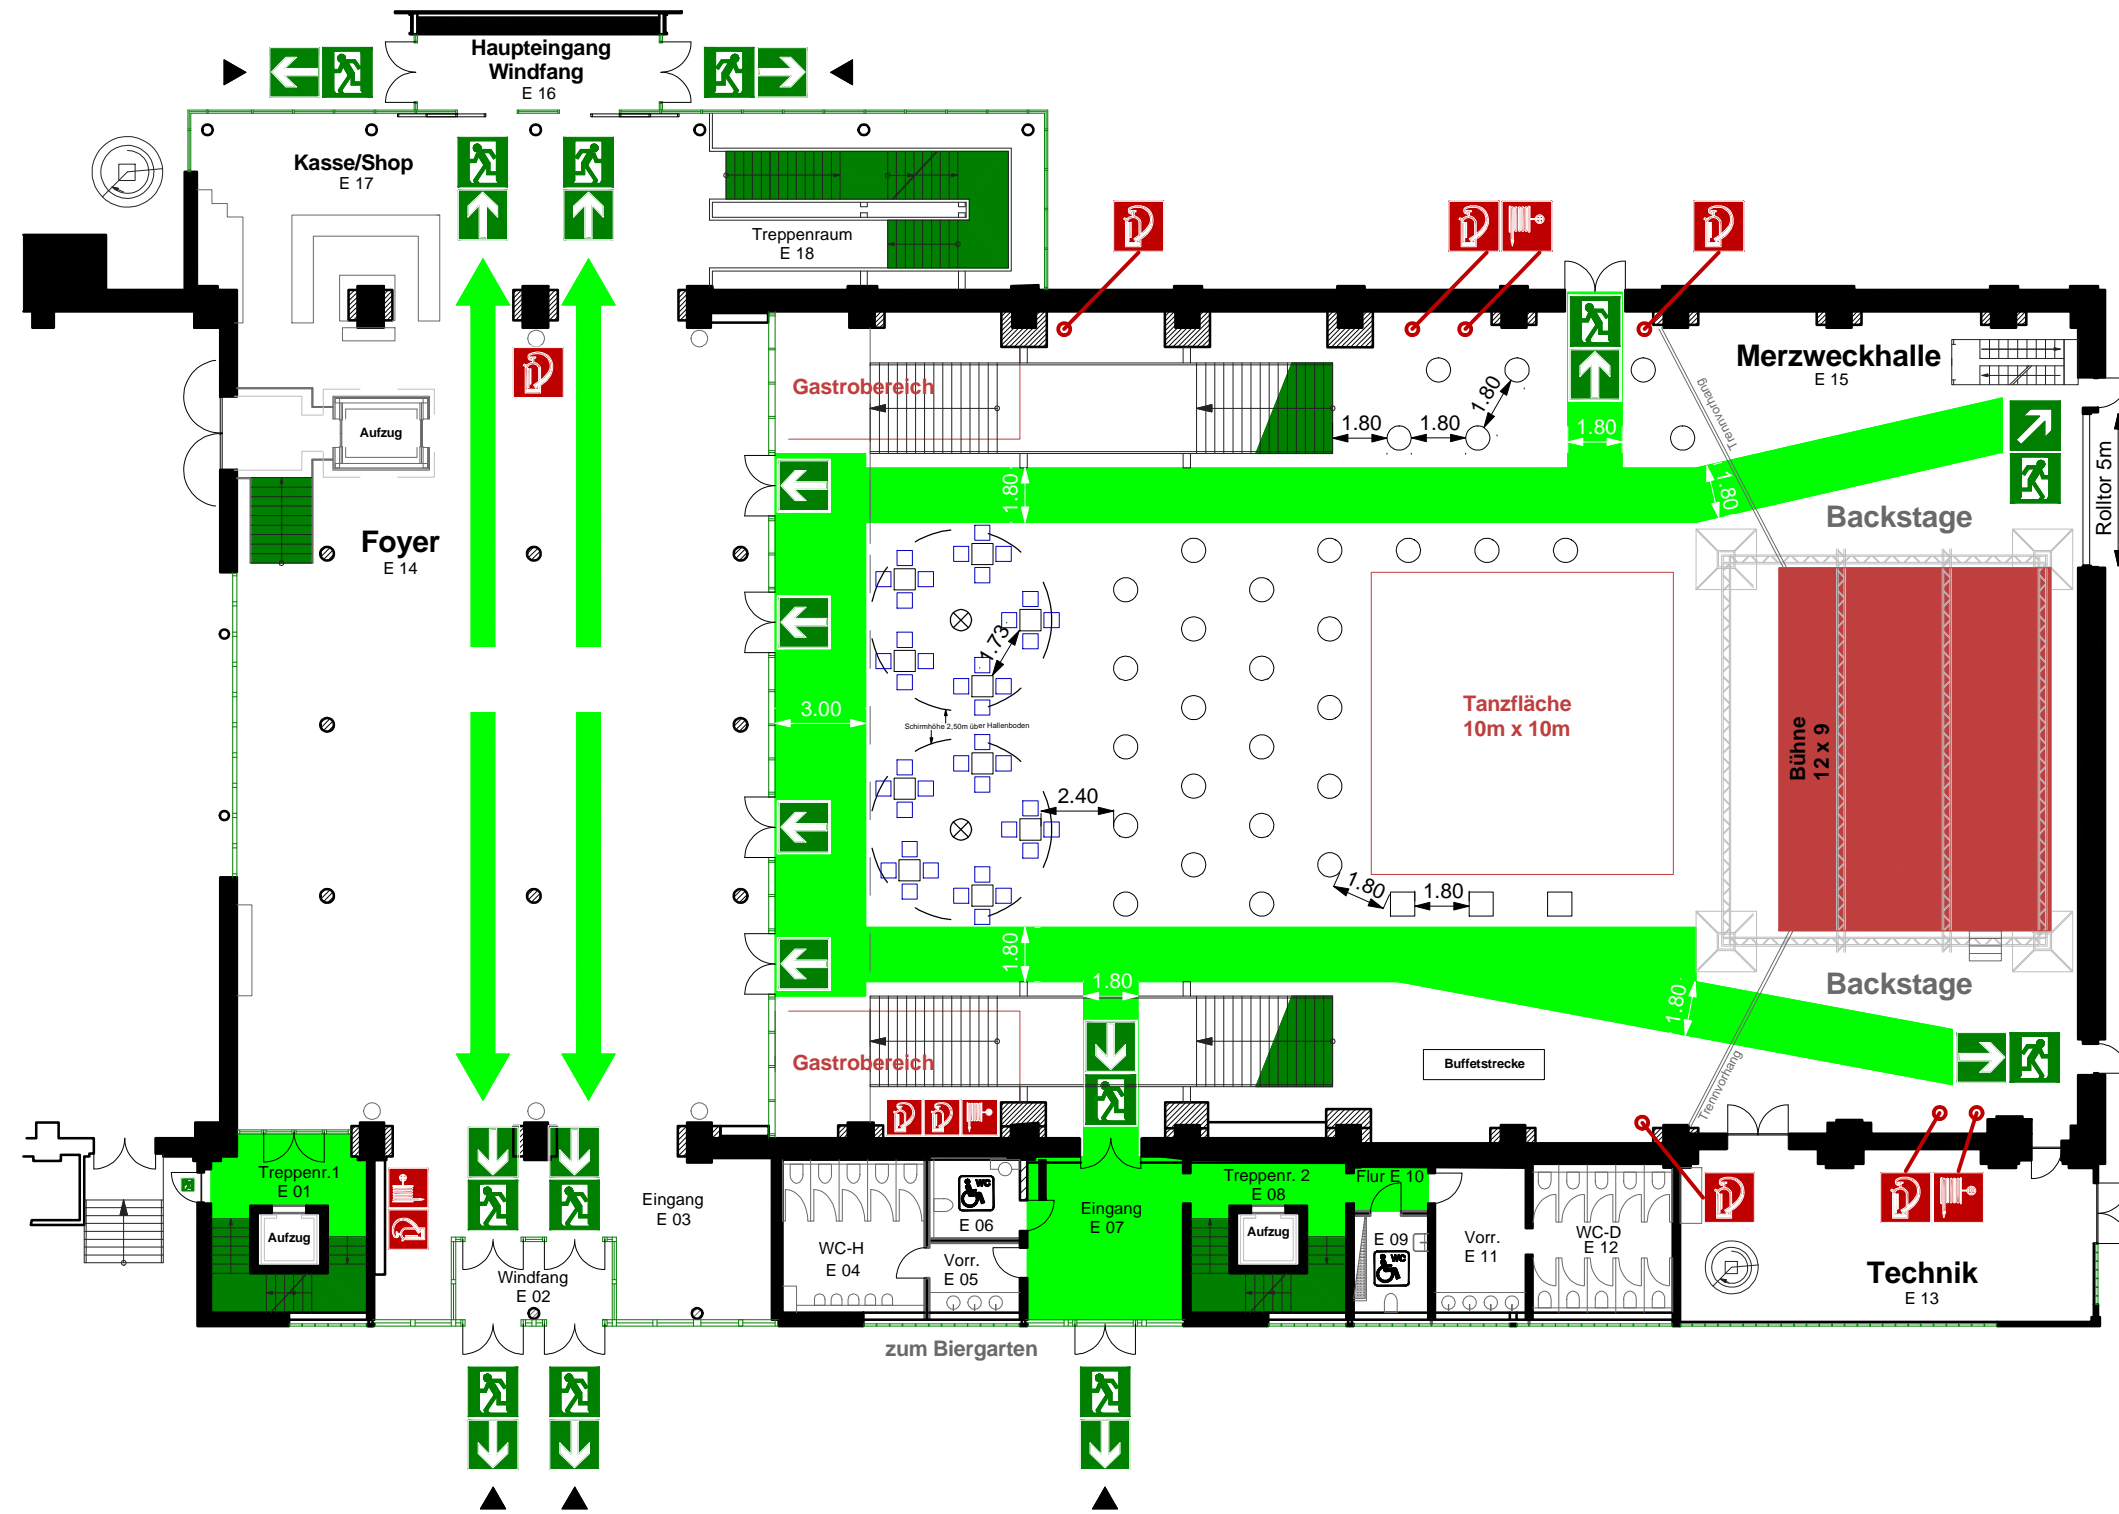 Haupteingang
Windfang
E 16
Kasse/Shop
E 17
Treppenraum
E 18
Merzweckhalle
E 15
Gastrobereich
Trennvorhang
1.80
1.80
1.80
1.80
1.80
1.80
Aufzug
Rolltor 5m
Backstage
Foyer
E 14
1.73
3.00
Schirmhöhe 2,50m über Hallenboden
Tanzfläche
10m x 10m
Bühne
12 x 9
2.40
1.80
1.80
1.80
1.80
1.80
Backstage
Gastrobereich
Buffetstrecke
Trennvorhang
Treppenr.1
E 01
Aufzug
Windfang
E 02
Eingang
E 03
WC-H
E 04
WC
E 06
Vorr.
E 05
Eingang
E 07
Treppenr. 2
E 08
Aufzug
Flur E 10
E 09
WC
Vorr.
E 11
WC-D
E 12
Technik
E 13
zum Biergarten